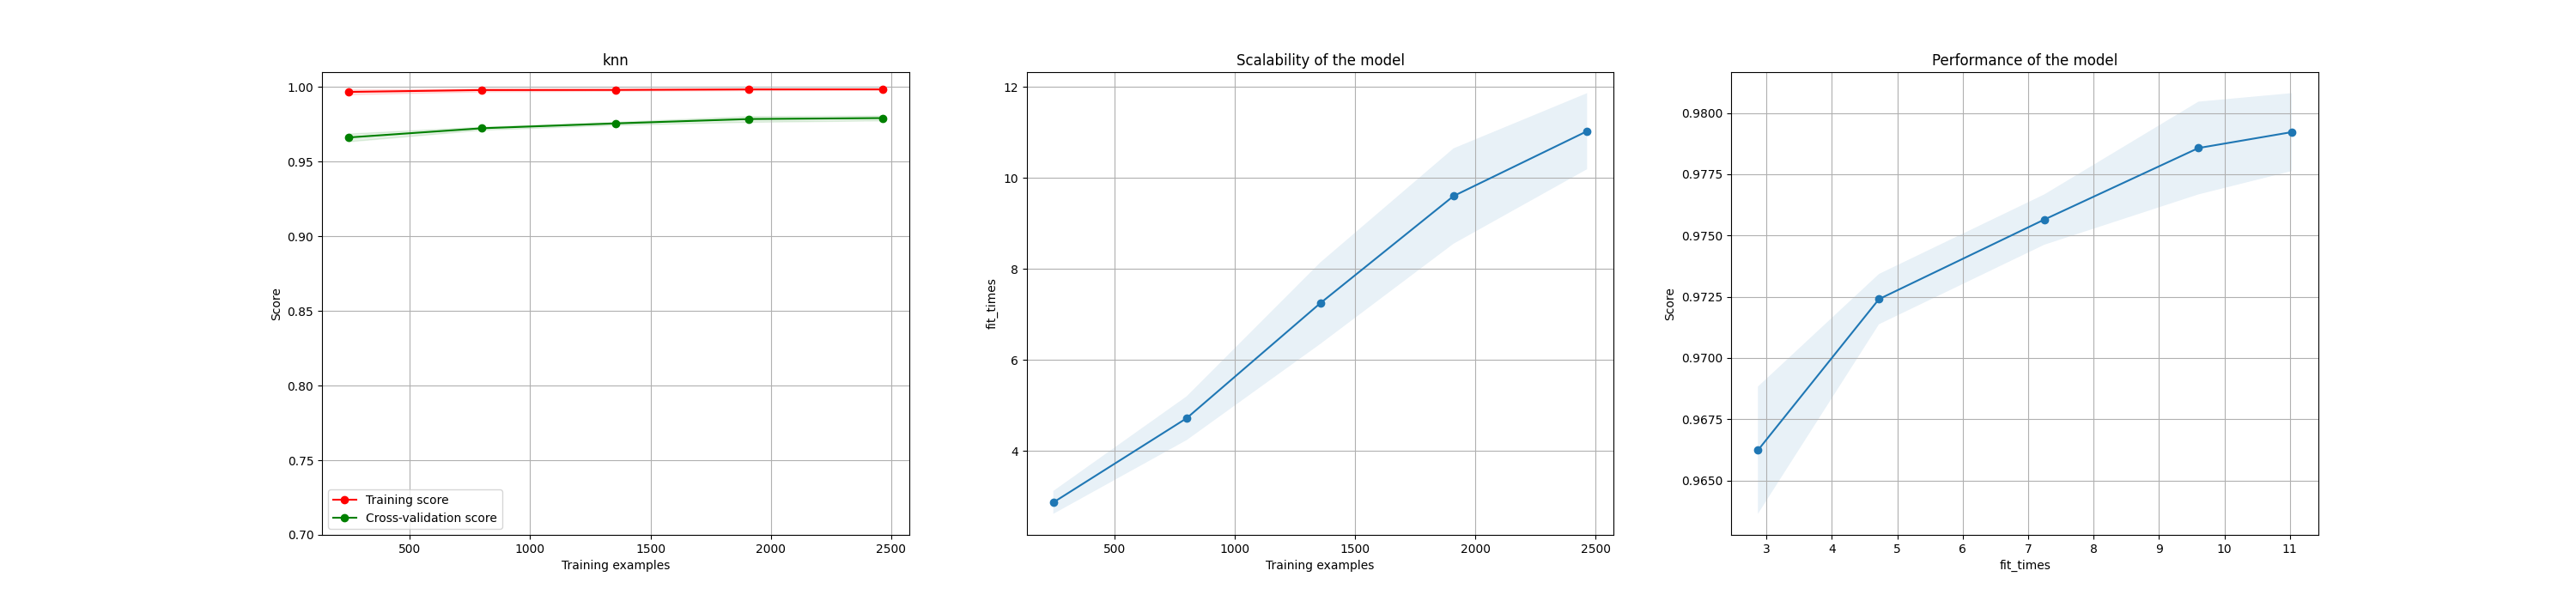 knn
Score
1.00
0.95
0.90
0.85
0.80
0.75
0.70
Training score
Cross-validation score
500 1000 1500 2000 2500
Training examples
Scalability of the model
fit_times
12
10
8
6
4
500 1000 1500 2000 2500
Training examples
Performance of the model
Score
0.9800
0.9775
0.9750
0.9725
0.9700
0.9675
0.9650
3 4 5 6 7 8 9 10 11
fit_times